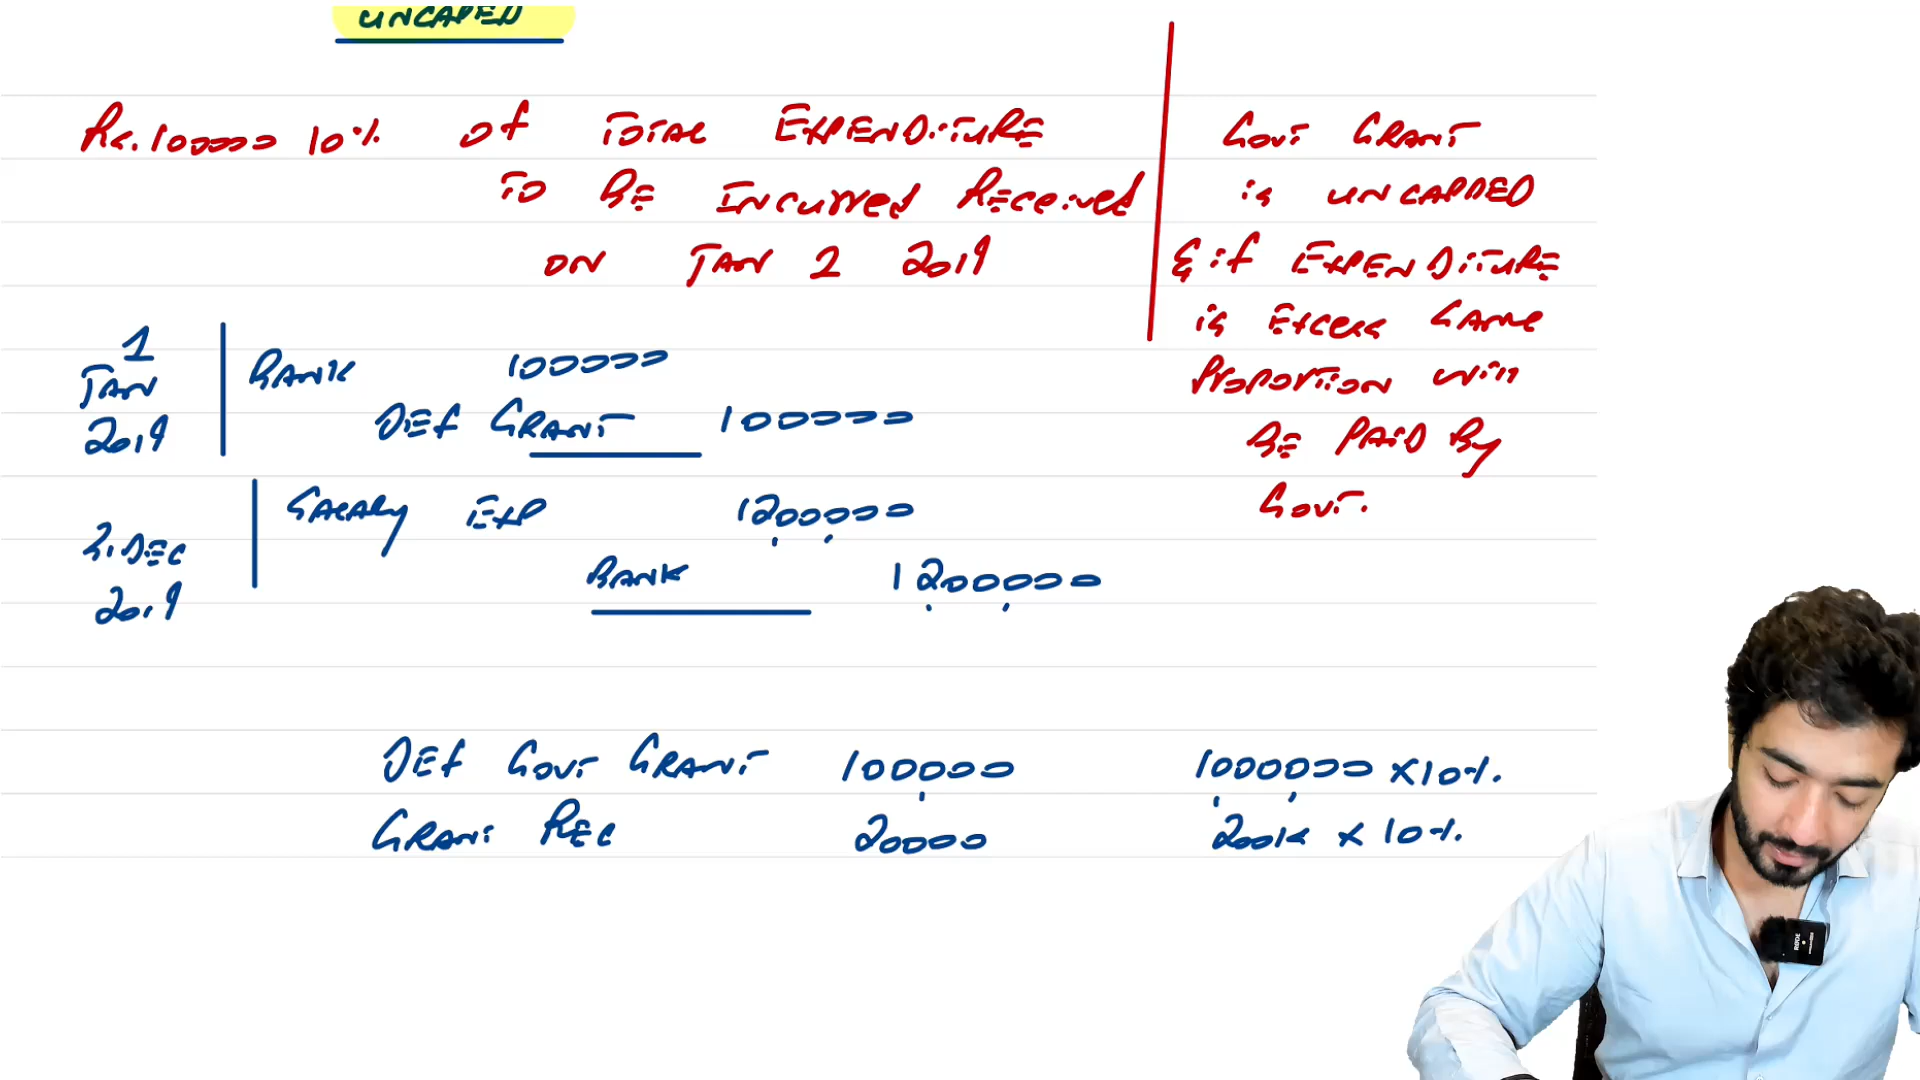 UNCAPED
Rs.100000 10% OF TOTAL EXPENDITURE
TO BE INCURRED RECEIVED
ON JAN 1 2019
GOVT GRANT
is UNCAPPED
& if EXPENDITURE
is EXCESS SAME
PROPORTION WILL
BE PAID BY
GOVT.
1
JAN
2019
BANK 100000
DEF GRANT 100000
31 DEC
2019
SALARY EXP 1200000
BANK 1200000
DEF GOVT GRANT 100000 1000000 x 10%
GRANT REC 20000 200K x 10%
RODE